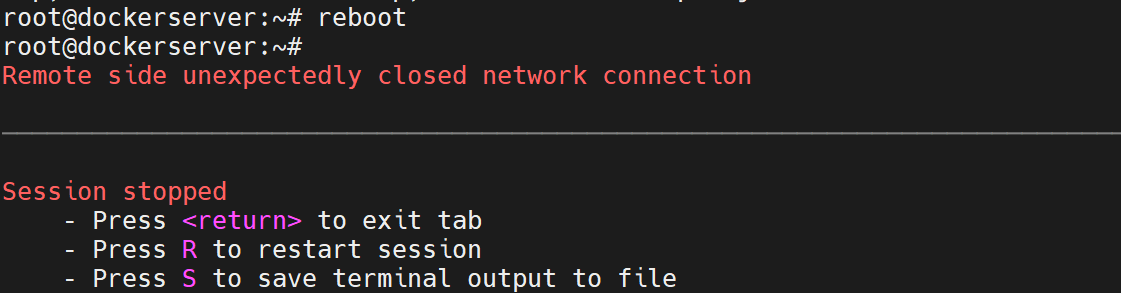 root@dockerserver:~# reboot
root@dockerserver:~#
Remote side unexpectedly closed network connection
Session stopped
- Press <return> to exit tab
- Press R to restart session
- Press S to save terminal output to file